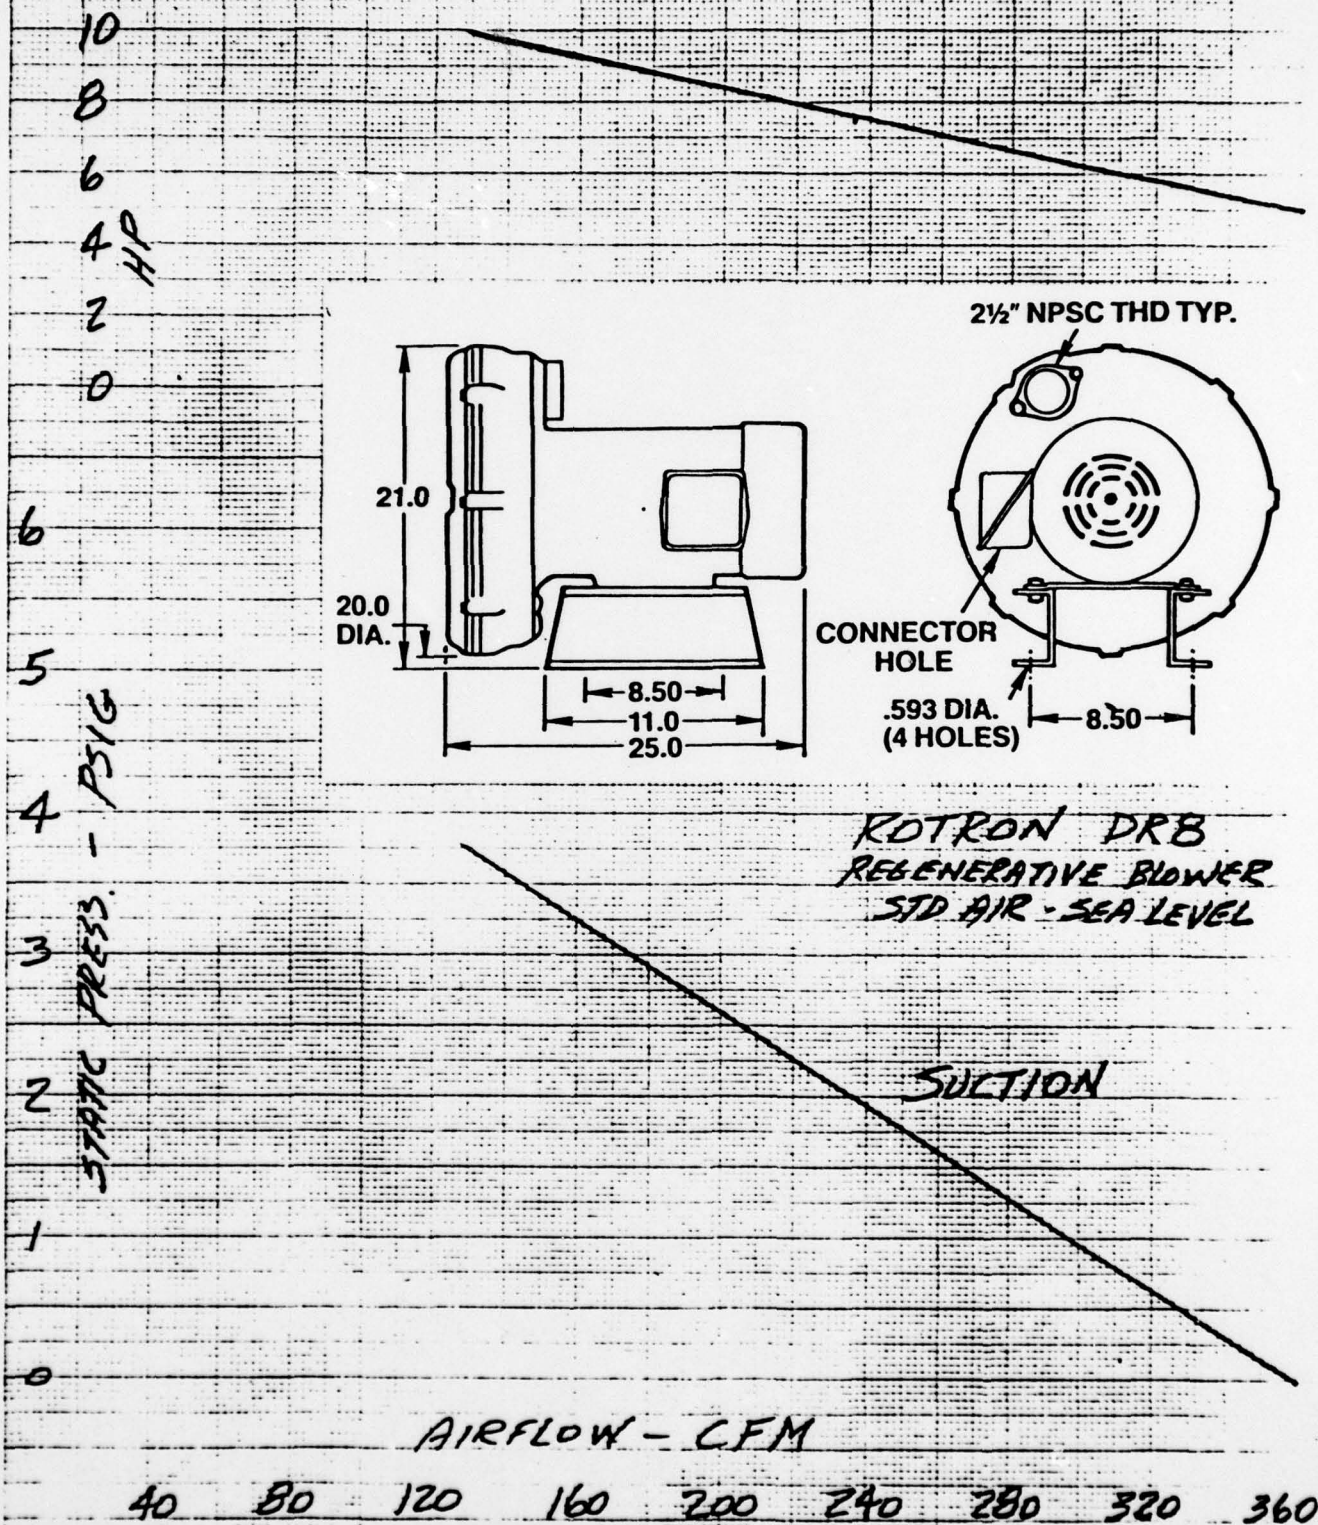 10
8
6
4
2
0
HP
2½" NPSC THD TYP.
21.0
20.0
DIA.
8.50
11.0
25.0
CONNECTOR
HOLE
.593 DIA.
(4 HOLES)
8.50
6
5
4
3
2
1
0
STATIC PRESS. - PSIG
ROTRON DR8
REGENERATIVE BLOWER
STD AIR - SEA LEVEL
SUCTION
AIRFLOW - CFM
40 80 120 160 200 240 280 320 360